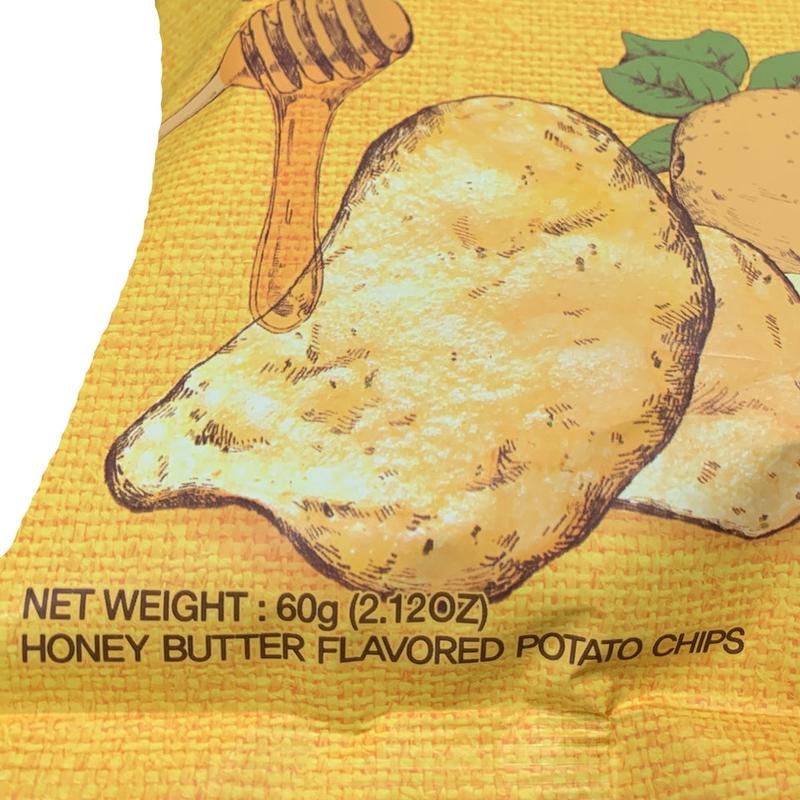 NET WEIGHT : 60g (2.12OZ)
HONEY BUTTER FLAVORED POTATO CHIPS